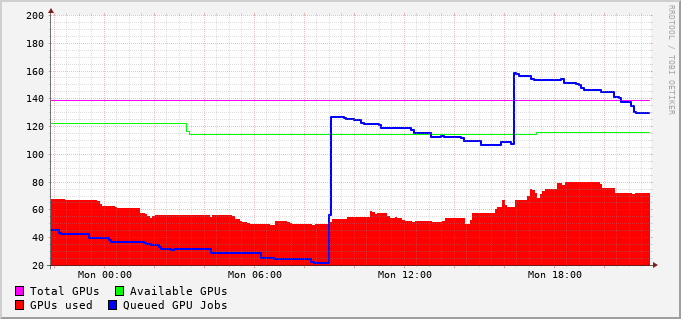 200
180
160
140
120
100
80
60
40
20
Mon 00:00 Mon 06:00 Mon 12:00 Mon 18:00
Total GPUs Available GPUs
GPUs used Queued GPU Jobs
RRDTOOL / TOBI OETIKER